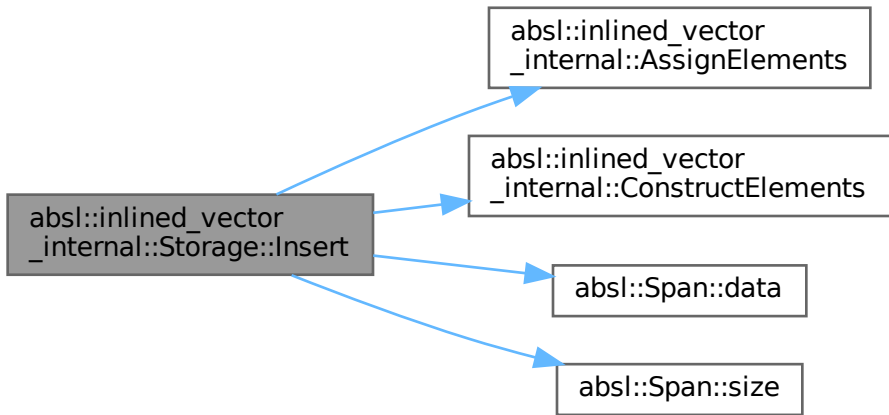 absl::inlined_vector
_internal::AssignElements
absl::inlined_vector
_internal::ConstructElements
absl::inlined_vector
_internal::Storage::Insert
absl::Span::data
absl::Span::size